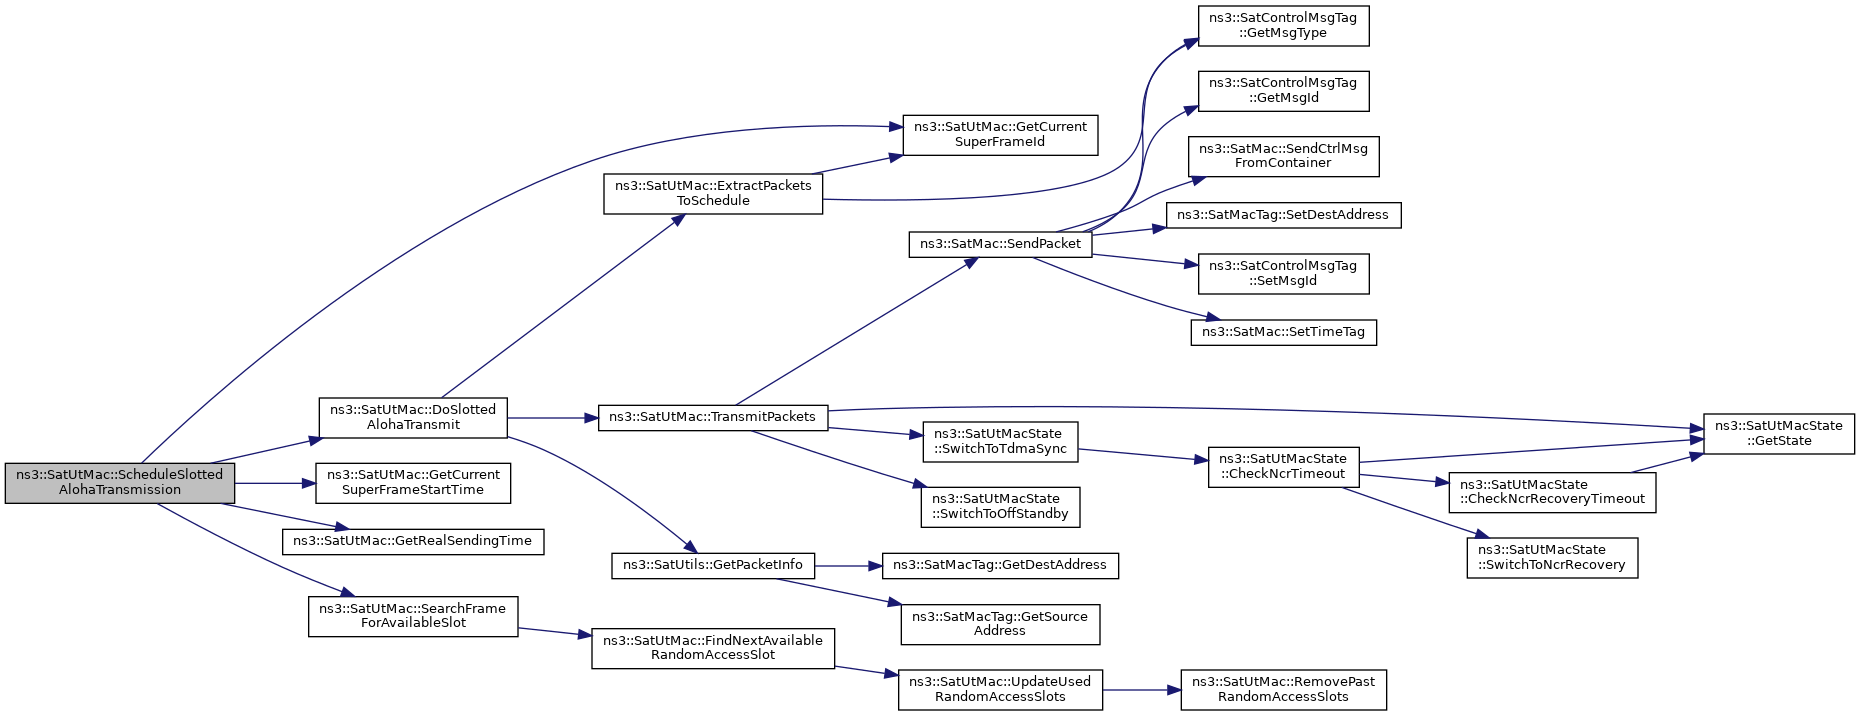 ns3::SatControlMsgTag
::GetMsgType
ns3::SatControlMsgTag
::GetMsgId
ns3::SatUtMac::GetCurrent
SuperFrameId
ns3::SatMac::SendCtrlMsg
FromContainer
ns3::SatUtMac::ExtractPackets
ToSchedule
ns3::SatMacTag::SetDestAddress
ns3::SatMac::SendPacket
ns3::SatControlMsgTag
::SetMsgId
ns3::SatMac::SetTimeTag
ns3::SatUtMac::DoSlotted
AlohaTransmit
ns3::SatUtMac::TransmitPackets
ns3::SatUtMacState
::GetState
ns3::SatUtMacState
::SwitchToTdmaSync
ns3::SatUtMacState
::CheckNcrTimeout
ns3::SatUtMac::ScheduleSlotted
AlohaTransmission
ns3::SatUtMac::GetCurrent
SuperFrameStartTime
ns3::SatUtMacState
::CheckNcrRecoveryTimeout
ns3::SatUtMacState
::SwitchToOffStandby
ns3::SatUtMac::GetRealSendingTime
ns3::SatUtMacState
::SwitchToNcrRecovery
ns3::SatUtils::GetPacketInfo
ns3::SatMacTag::GetDestAddress
ns3::SatUtMac::SearchFrame
ForAvailableSlot
ns3::SatMacTag::GetSource
Address
ns3::SatUtMac::FindNextAvailable
RandomAccessSlot
ns3::SatUtMac::UpdateUsed
RandomAccessSlots
ns3::SatUtMac::RemovePast
RandomAccessSlots